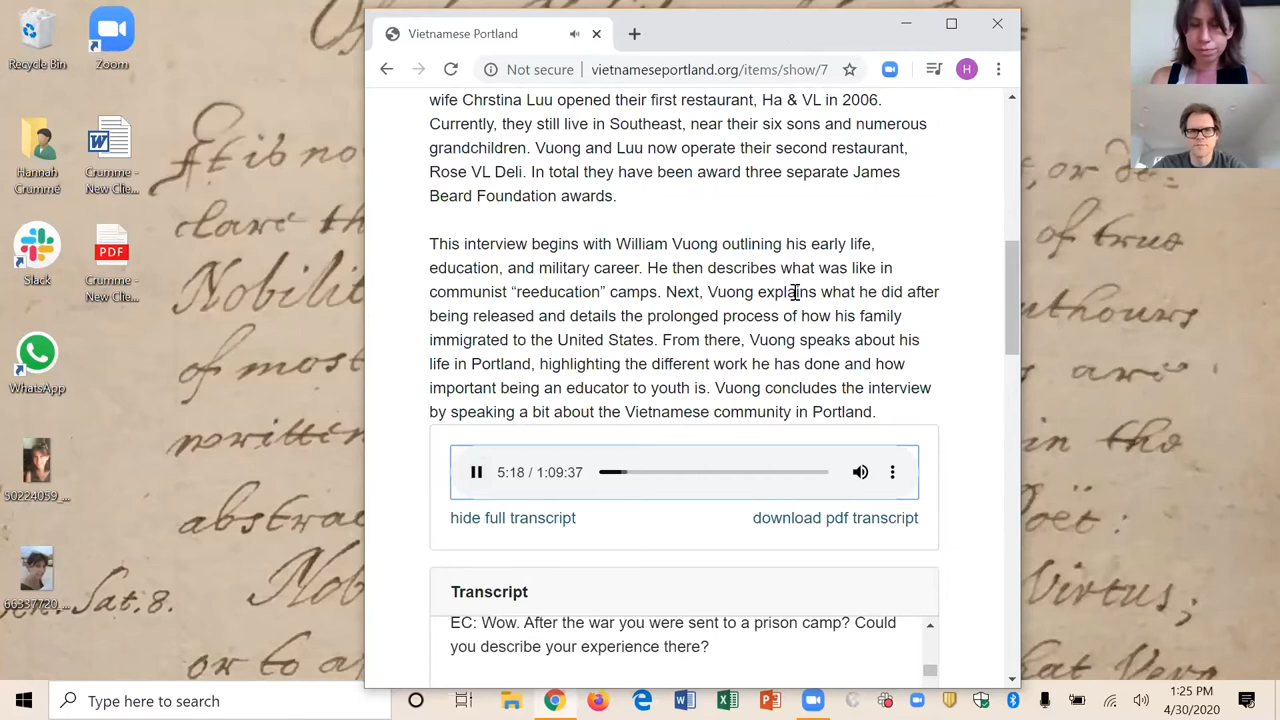 Recycle Bin
Zoom
Hannah
Crummé
Crumme -
New Clie...
Slack
Crumme -
New Clie...
WhatsApp
50224059_...
66337720_...
Vietnamese Portland
Not secure
vietnameseportland.org/items/show/7
H
wife Chrstina Luu opened their first restaurant, Ha & VL in 2006.
Currently, they still live in Southeast, near their six sons and numerous
grandchildren. Vuong and Luu now operate their second restaurant,
Rose VL Deli. In total they have been award three separate James
Beard Foundation awards.
This interview begins with William Vuong outlining his early life,
education, and military career. He then describes what was like in
communist “reeducation” camps. Next, Vuong explains what he did after
being released and details the prolonged process of how his family
immigrated to the United States. From there, Vuong speaks about his
life in Portland, highlighting the different work he has done and how
important being an educator to youth is. Vuong concludes the interview
by speaking a bit about the Vietnamese community in Portland.
5:18 / 1:09:37
hide full transcript
download pdf transcript
Transcript
EC: Wow. After the war you were sent to a prison camp? Could
you describe your experience there?
Type here to search
1:25 PM
4/30/2020